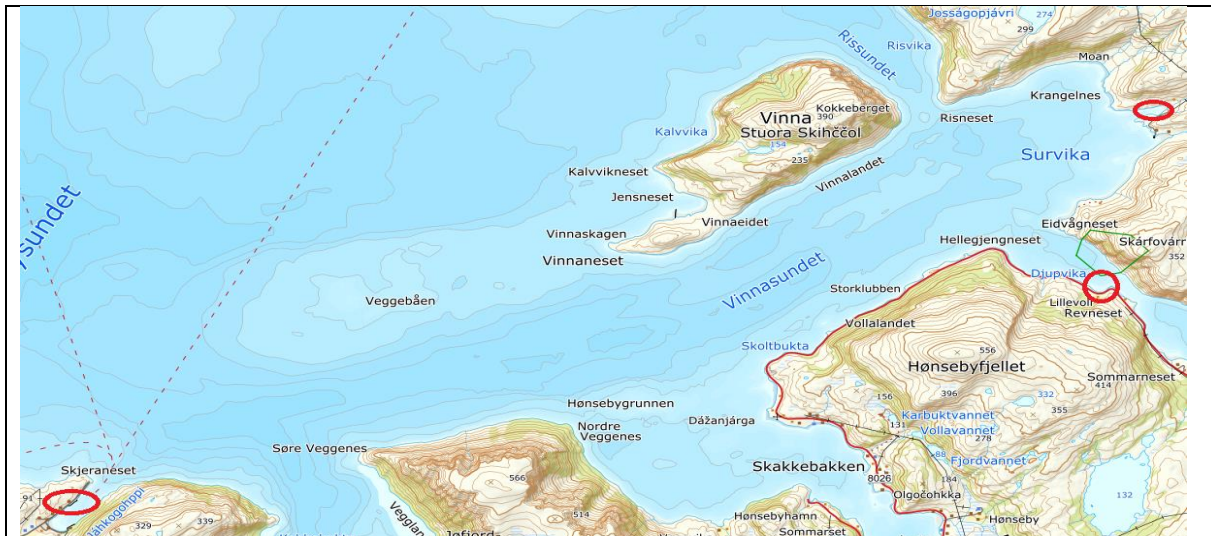 Jossàgopjávri
274
299
Risvika
Rissundet
Moan
Krangelnes
Kokkeberget
Vinna
390
Stuora Skihččol
Risneset
Kalvvika
154
235
Survika
Kalvvikneset
Vinnalandet
Jensneset
Vinnaeidet
Eidvågneset
Vinnaskagen
Hellegjengneset
Skárfovárr
352
Vinnaneset
Djupvika
Vinnasundet
Veggebåen
Storklubben
Lillevoll
Revneset
Vollalandet
Skoltbukta
556
Hønsebyfjellet
Sommarneset
414
396
332
156
355
Hønsebygrunnen
Karbuktvannet
Dážanjárga
131
Vollavannet
Nordre
Veggenes
278
Søre Veggenes
88
Fjordvannet
Skjeraneset
Skakkebakken
566
8026
184
132
91
Olgočohkka
Jáhkogohppi
329
339
514
Hønsebyhamn
Hønseby
Sommarset